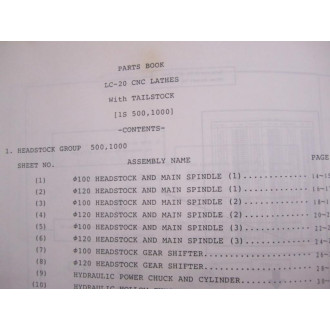 PARTS BOOK
LC-20 CNC LATHES
With TAILSTOCK
[1S 500,1000]
-CONTENTS-
1. HEADSTOCK GROUP 500,1000
SHEET NO. ASSEMBLY NAME PAGE
(1) #100 HEADSTOCK AND MAIN SPINDLE (1)
(2) #120 HEADSTOCK AND MAIN SPINDLE (1)
(3) #100 HEADSTOCK AND MAIN SPINDLE (2)
(4) #120 HEADSTOCK AND MAIN SPINDLE (2)
(5) #100 HEADSTOCK AND MAIN SPINDLE (3)
(6) #120 HEADSTOCK AND MAIN SPINDLE (3)
(7) #100 HEADSTOCK GEAR SHIFTER
(8) #120 HEADSTOCK GEAR SHIFTER
(9) HYDRAULIC POWER CHUCK AND CYLINDER
(10) HYDRAULIC